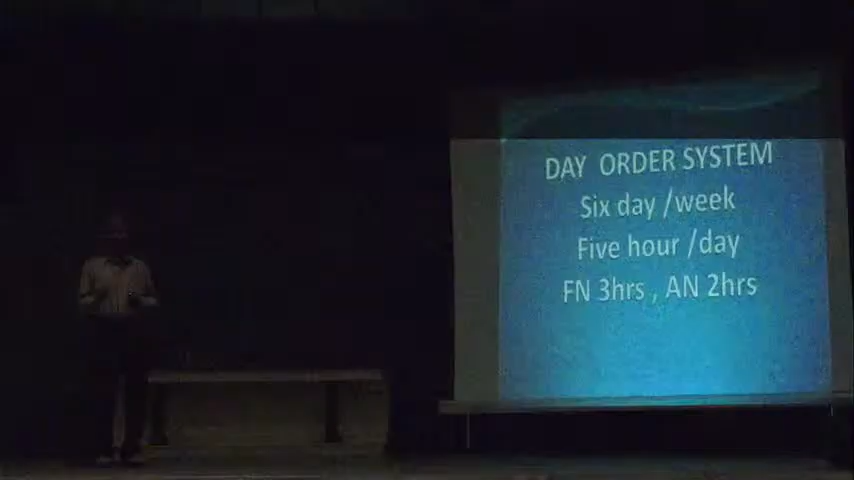 DAY ORDER SYSTEM
Six day /week
Five hour /day
FN 3hrs , AN 2hrs